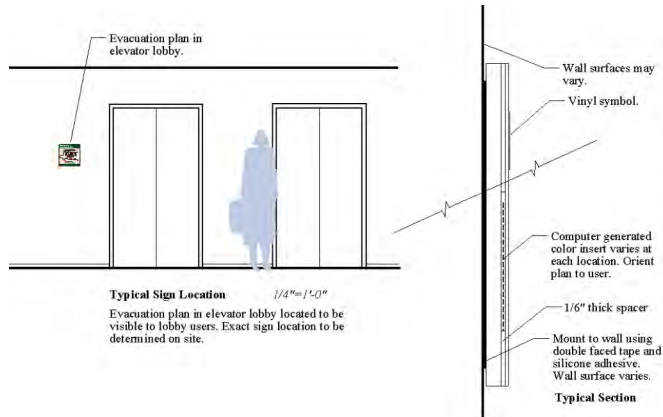 Evacuation plan in
elevator lobby.
Typical Sign Location 1/4"=1'-0"
Evacuation plan in elevator lobby located to be
visible to lobby users. Exact sign location to be
determined on site.
Wall surfaces may
vary.
Vinyl symbol.
Computer generated
color insert varies at
each location. Orient
plan to user.
1/6" thick spacer
Mount to wall using
double faced tape and
silicone adhesive.
Wall surface varies.
Typical Section